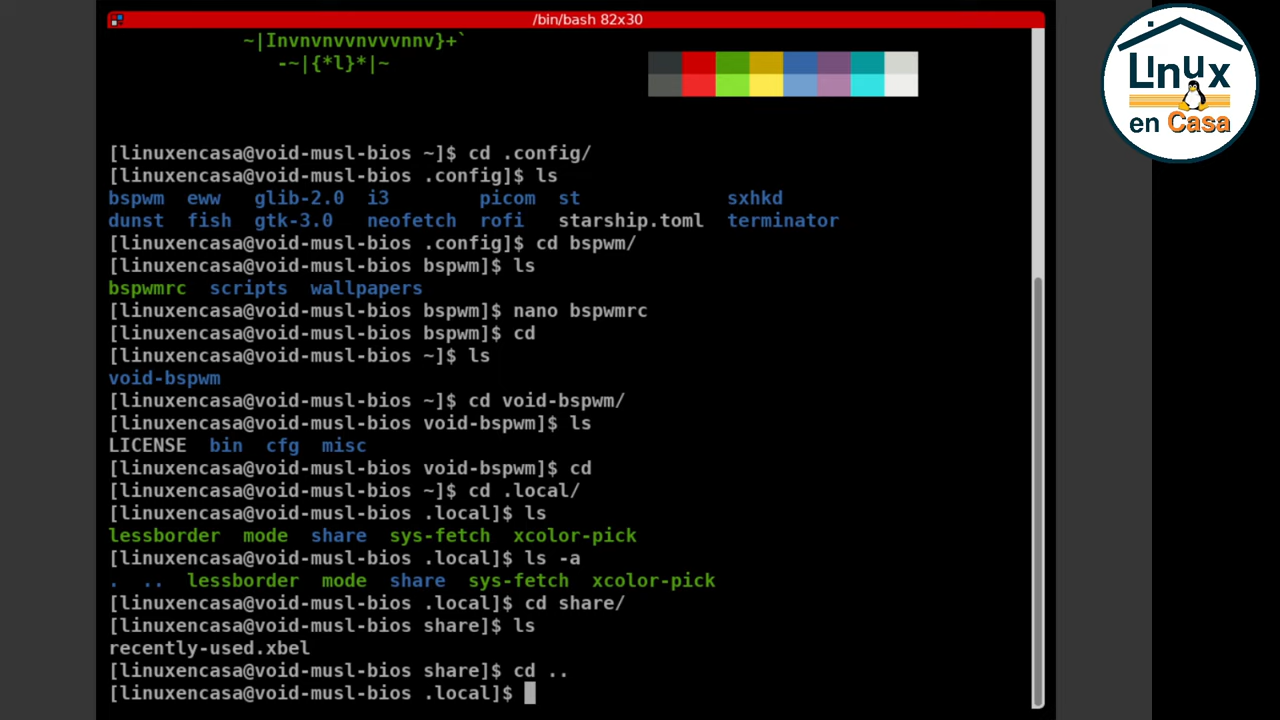 /bin/bash 82x30
~|Invnvnvvnvvvnnv}+`
-~|{*l}*|~
[linuxencasa@void-musl-bios ~]$ cd .config/
[linuxencasa@void-musl-bios .config]$ ls
bspwm eww glib-2.0 i3 picom st sxhkd
dunst fish gtk-3.0 neofetch rofi starship.toml terminator
[linuxencasa@void-musl-bios .config]$ cd bspwm/
[linuxencasa@void-musl-bios bspwm]$ ls
bspwmrc scripts wallpapers
[linuxencasa@void-musl-bios bspwm]$ nano bspwmrc
[linuxencasa@void-musl-bios bspwm]$ cd
[linuxencasa@void-musl-bios ~]$ ls
void-bspwm
[linuxencasa@void-musl-bios ~]$ cd void-bspwm/
[linuxencasa@void-musl-bios void-bspwm]$ ls
LICENSE bin cfg misc
[linuxencasa@void-musl-bios void-bspwm]$ cd
[linuxencasa@void-musl-bios ~]$ cd .local/
[linuxencasa@void-musl-bios .local]$ ls
lessborder mode share sys-fetch xcolor-pick
[linuxencasa@void-musl-bios .local]$ ls -a
. .. lessborder mode share sys-fetch xcolor-pick
[linuxencasa@void-musl-bios .local]$ cd share/
[linuxencasa@void-musl-bios share]$ ls
recently-used.xbel
[linuxencasa@void-musl-bios share]$ cd ..
[linuxencasa@void-musl-bios .local]$
Linux
en Casa